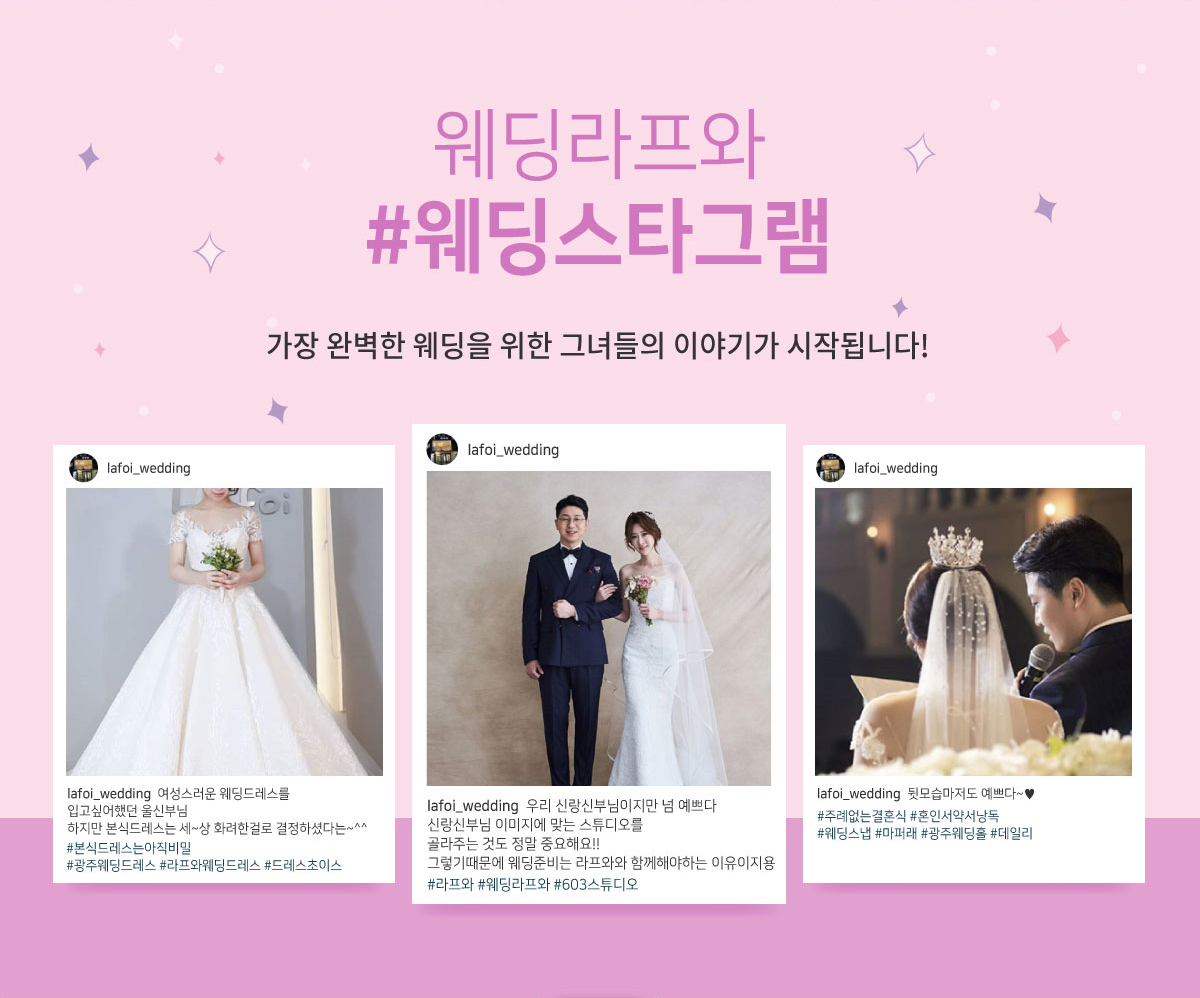 웨딩라프와
#웨딩스타그램
가장 완벽한 웨딩을 위한 그녀들의 이야기가 시작됩니다!
lafoi_wedding
oi
lafoi_wedding 여성스러운 웨딩드레스를
입고싶어했던 울신부님
하지만 본식드레스는 세~상 화려한걸로 결정하셨다는~^^
#본식드레스는아직비밀
#광주웨딩드레스 #라프와웨딩드레스 #드레스초이스
lafoi_wedding
lafoi_wedding 우리 신랑신부님이지만 넘 예쁘다
신랑신부님 이미지에 맞는 스튜디오를
골라주는 것도 정말 중요해요!!
그렇기때문에 웨딩준비는 라프와와 함께해야하는 이유이지용
#라프와 #웨딩라프와 #603스튜디오
lafoi_wedding
lafoi_wedding 뒷모습마저도 예쁘다~♥
#주례없는결혼식 #혼인서약서낭독
#웨딩스냅 #마퍼래 #광주웨딩홀 #데일리